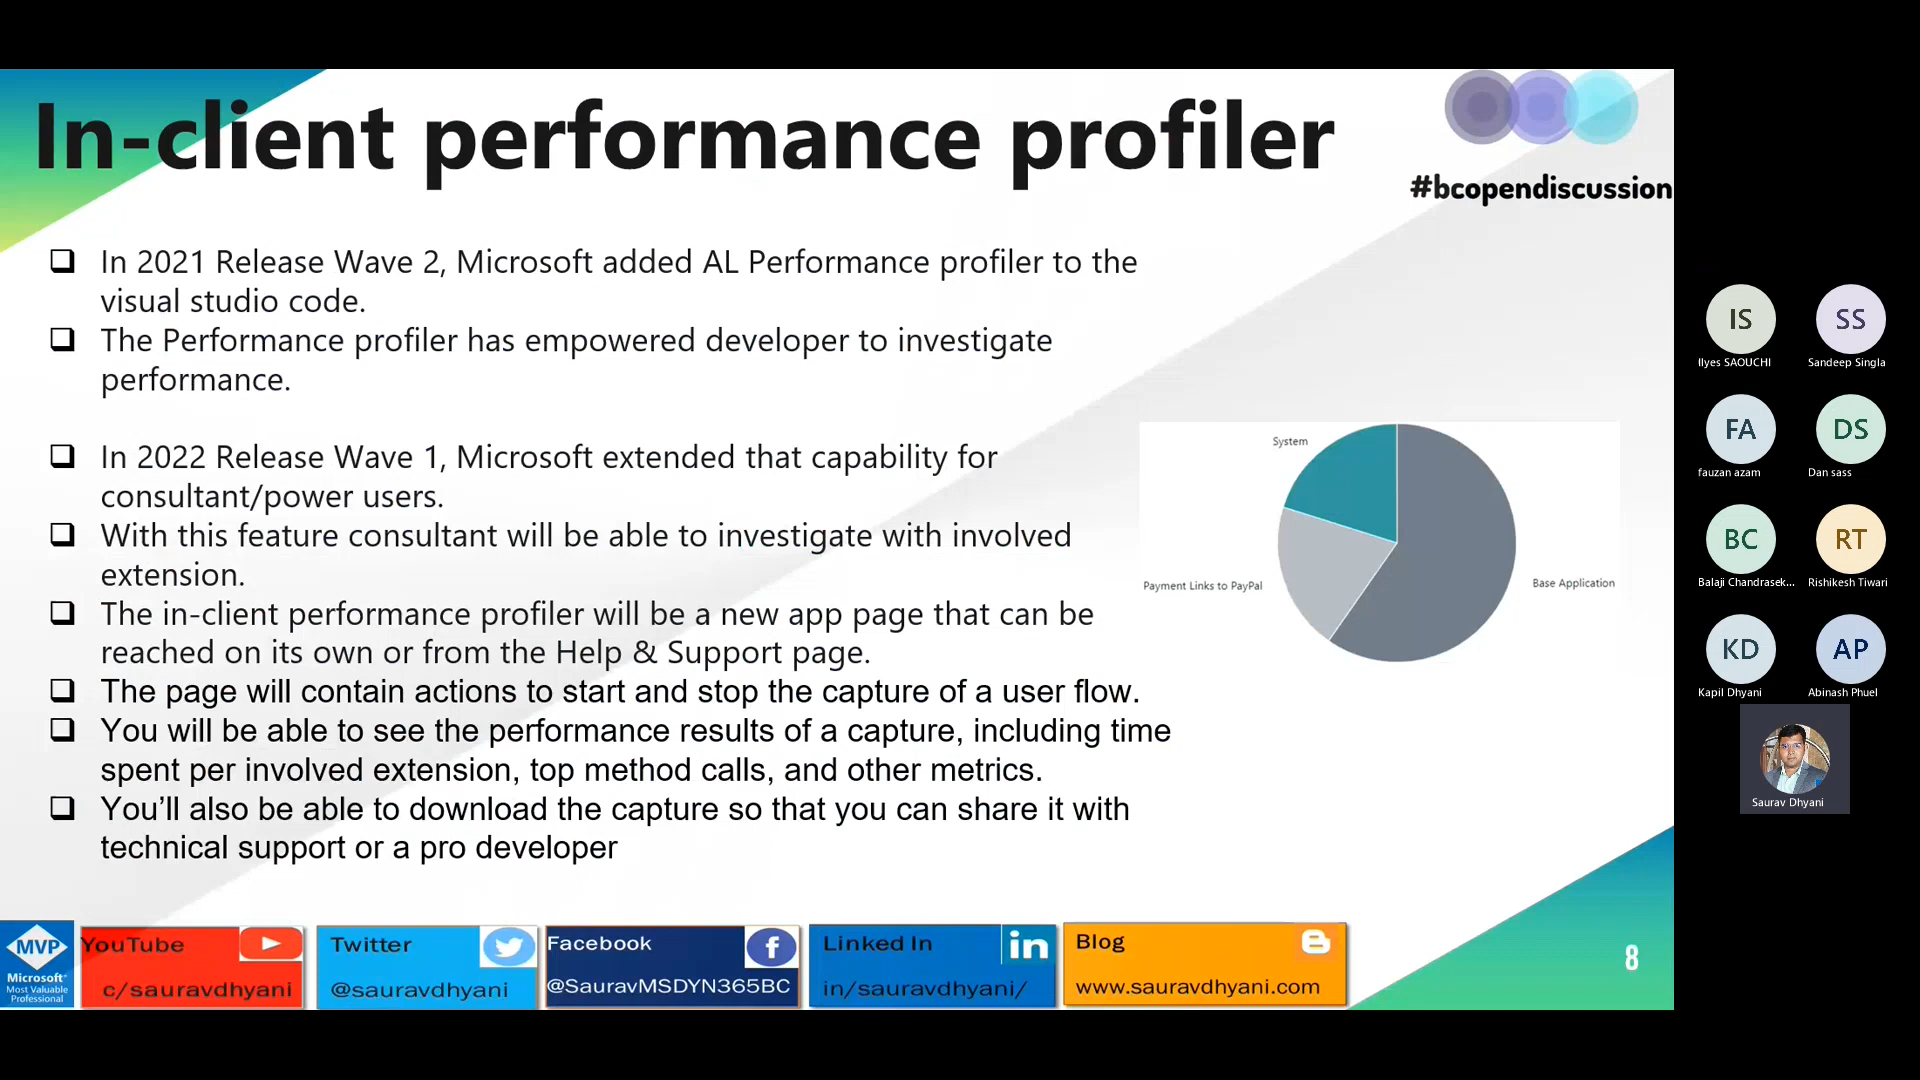 In-client performance profiler
#bcopendiscussion
❑ In 2021 Release Wave 2, Microsoft added AL Performance profiler to the
visual studio code.
❑ The Performance profiler has empowered developer to investigate
performance.
❑ In 2022 Release Wave 1, Microsoft extended that capability for
consultant/power users.
❑ With this feature consultant will be able to investigate with involved
extension.
❑ The in-client performance profiler will be a new app page that can be
reached on its own or from the Help & Support page.
❑ The page will contain actions to start and stop the capture of a user flow.
❑ You will be able to see the performance results of a capture, including time
spent per involved extension, top method calls, and other metrics.
❑ You’ll also be able to download the capture so that you can share it with
technical support or a pro developer
System
Payment Links to PayPal
Base Application
MVP
Microsoft®
Most Valuable
Professional
YouTube
c/sauravdhyani
Twitter
@sauravdhyani
Facebook
@SauravMSDYN365BC
Linked In
in/sauravdhyani/
Blog
www.sauravdhyani.com
8
IS
Ilyes SAOUCHI
SS
Sandeep Singla
FA
fauzan azam
DS
Dan sass
BC
Balaji Chandrasek...
RT
Rishikesh Tiwari
KD
Kapil Dhyani
AP
Abinash Phuel
Saurav Dhyani